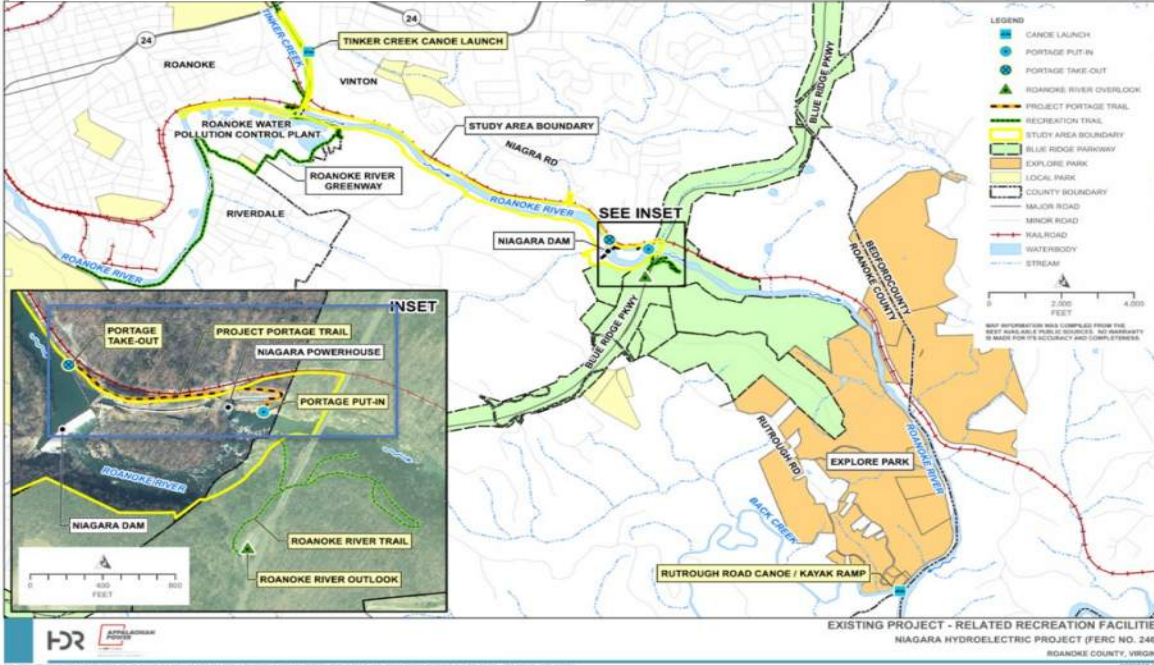 24
24
TINKER CREEK
TINKER CREEK CANOE LAUNCH
ROANOKE
VINTON
ROANOKE WATER
POLLUTION CONTROL PLANT
STUDY AREA BOUNDARY
NIAGRA RD
ROANOKE RIVER
GREENWAY
RIVERDALE
ROANOKE RIVER
ROANOKE RIVER
SEE INSET
NIAGARA DAM
BLUE RIDGE PKWY
BLUE RIDGE PKWY
BLUE RIDGE PKWY
BEDFORDCOUNTY
ROANOKE COUNTY
RUTROUGH RD
EXPLORE PARK
ROANOKE RIVER
BACK CREEK
RUTROUGH ROAD CANOE / KAYAK RAMP
LEGEND
CANOE LAUNCH
PORTAGE PUT-IN
PORTAGE TAKE-OUT
ROANOKE RIVER OVERLOOK
PROJECT PORTAGE TRAIL
RECREATION TRAIL
STUDY AREA BOUNDARY
BLUE RIDGE PARKWAY
EXPLORE PARK
LOCAL PARK
COUNTY BOUNDARY
MAJOR ROAD
MINOR ROAD
RAILROAD
WATERBODY
STREAM
0 2,000 4,000
FEET
MAP INFORMATION WAS COMPILED FROM THE
BEST AVAILABLE PUBLIC SOURCES. NO WARRANTY
IS MADE FOR ITS ACCURACY AND COMPLETENESS.
INSET
PORTAGE
TAKE-OUT
PROJECT PORTAGE TRAIL
NIAGARA POWERHOUSE
PORTAGE PUT-IN
ROANOKE RIVER
NIAGARA DAM
ROANOKE RIVER TRAIL
ROANOKE RIVER OUTLOOK
0 400 800
FEET
HDR
APPALACHIAN
POWER
EXISTING PROJECT - RELATED RECREATION FACILITIE
NIAGARA HYDROELECTRIC PROJECT (FERC NO. 246
ROANOKE COUNTY, VIRGIN